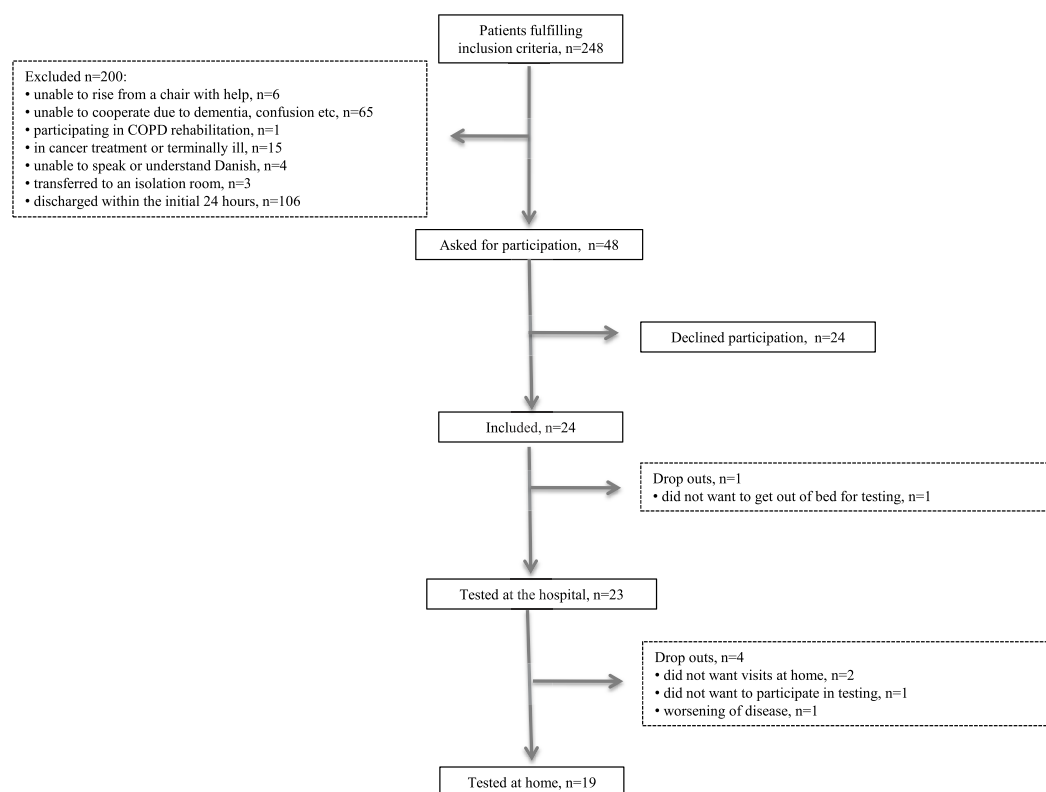 Patients fulfilling
inclusion criteria, n=248
Excluded n=200:
• unable to rise from a chair with help, n=6
• unable to cooperate due to dementia, confusion etc, n=65
• participating in COPD rehabilitation, n=1
• in cancer treatment or terminally ill, n=15
• unable to speak or understand Danish, n=4
• transferred to an isolation room, n=3
• discharged within the initial 24 hours, n=106
Asked for participation, n=48
Declined participation, n=24
Included, n=24
Drop outs, n=1
• did not want to get out of bed for testing, n=1
Tested at the hospital, n=23
Drop outs, n=4
• did not want visits at home, n=2
• did not want to participate in testing, n=1
• worsening of disease, n=1
Tested at home, n=19